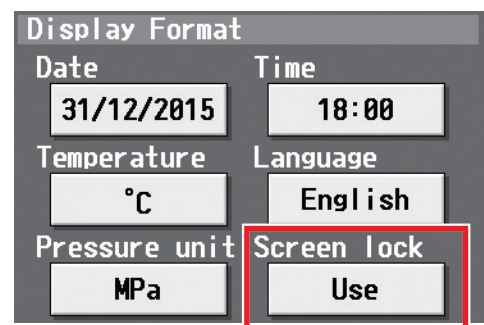 Display Format
Date Time
31/12/2015 18:00
Temperature Language
°C English
Pressure unit Screen lock
MPa Use